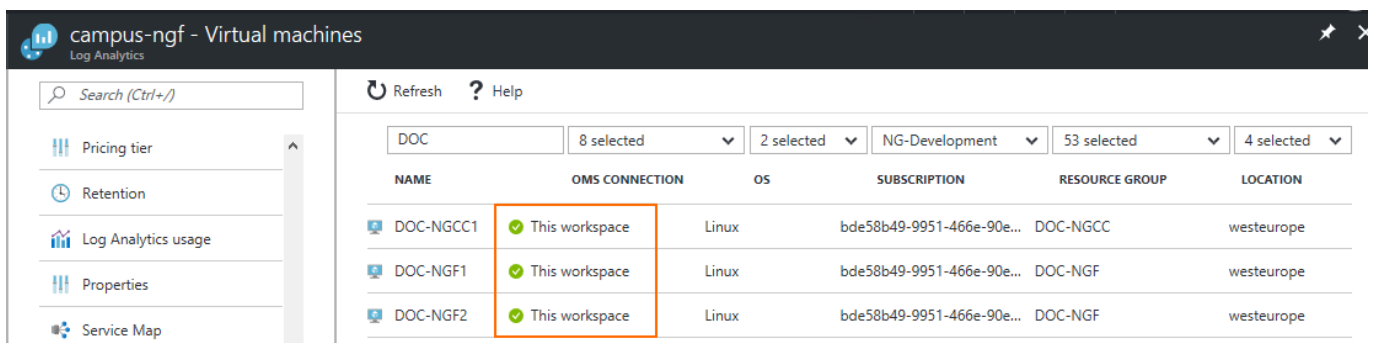 campus-ngf - Virtual machines
Log Analytics
Search (Ctrl+/)
Pricing tier
Retention
Log Analytics usage
Properties
Service Map
Refresh ? Help
DOC 8 selected 2 selected NG-Development 53 selected 4 selected
NAME OMS CONNECTION OS SUBSCRIPTION RESOURCE GROUP LOCATION
DOC-NGCC1 This workspace Linux bde58b49-9951-466e-90e... DOC-NGCC westeurope
DOC-NGF1 This workspace Linux bde58b49-9951-466e-90e... DOC-NGF westeurope
DOC-NGF2 This workspace Linux bde58b49-9951-466e-90e... DOC-NGF westeurope